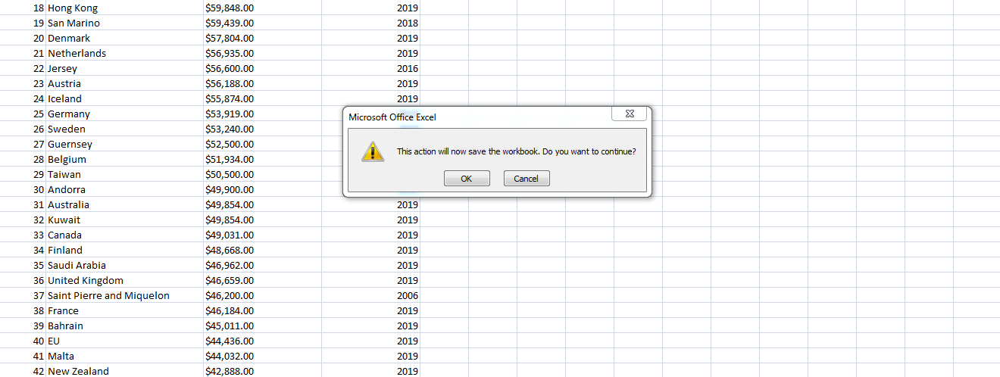 18 Hong Kong $59,848.00 2019
19 San Marino $59,439.00 2018
20 Denmark $57,804.00 2019
21 Netherlands $56,935.00 2019
22 Jersey $56,600.00 2016
23 Austria $56,188.00 2019
24 Iceland $55,874.00 2019
25 Germany $53,919.00
26 Sweden $53,240.00
27 Guernsey $52,500.00
28 Belgium $51,934.00
29 Taiwan $50,500.00
30 Andorra $49,900.00
Microsoft Office Excel
This action will now save the workbook. Do you want to continue?
OK Cancel
31 Australia $49,854.00 2019
32 Kuwait $49,854.00 2019
33 Canada $49,031.00 2019
34 Finland $48,668.00 2019
35 Saudi Arabia $46,962.00 2019
36 United Kingdom $46,659.00 2019
37 Saint Pierre and Miquelon $46,200.00 2006
38 France $46,184.00 2019
39 Bahrain $45,011.00 2019
40 EU $44,436.00 2019
41 Malta $44,032.00 2019
42 New Zealand $42,888.00 2019